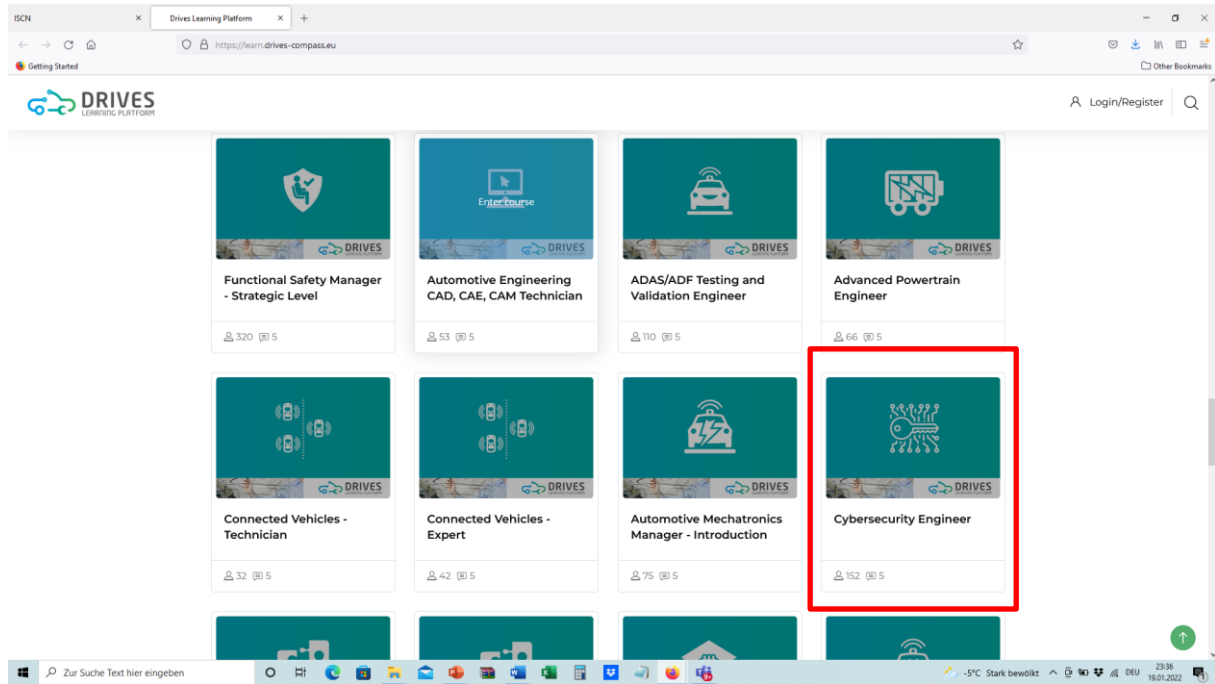 ISCN
Drives Learning Platform
https://learn.drives-compass.eu
Getting Started
Other Bookmarks
DRIVES
LEARNING PLATFORM
Login/Register
DRIVES
Enter course
DRIVES
DRIVES
DRIVES
Functional Safety Manager
- Strategic Level
Automotive Engineering
CAD, CAE, CAM Technician
ADAS/ADF Testing and
Validation Engineer
Advanced Powertrain
Engineer
320 5
53 5
110 5
66 5
DRIVES
DRIVES
DRIVES
DRIVES
Connected Vehicles -
Technician
Connected Vehicles -
Expert
Automotive Mechatronics
Manager - Introduction
Cybersecurity Engineer
32 5
42 5
75 5
152 5
Zur Suche Text hier eingeben
-5°C Stark bewölkt
DEU
23:36
19.01.2022